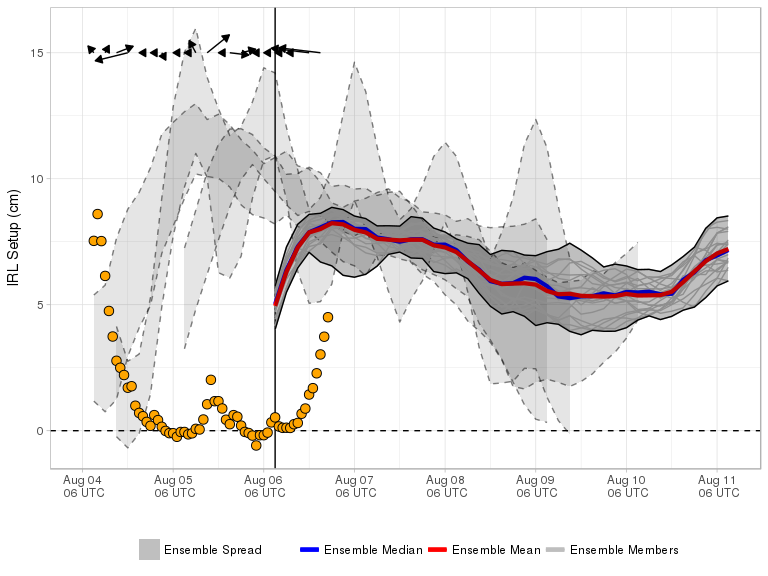 IRL Setup (cm)
15
10
5
0
Aug 04 Aug 05 Aug 06 Aug 07 Aug 08 Aug 09 Aug 10 Aug 11
06 UTC 06 UTC 06 UTC 06 UTC 06 UTC 06 UTC 06 UTC 06 UTC
Ensemble Spread Ensemble Median Ensemble Mean Ensemble Members